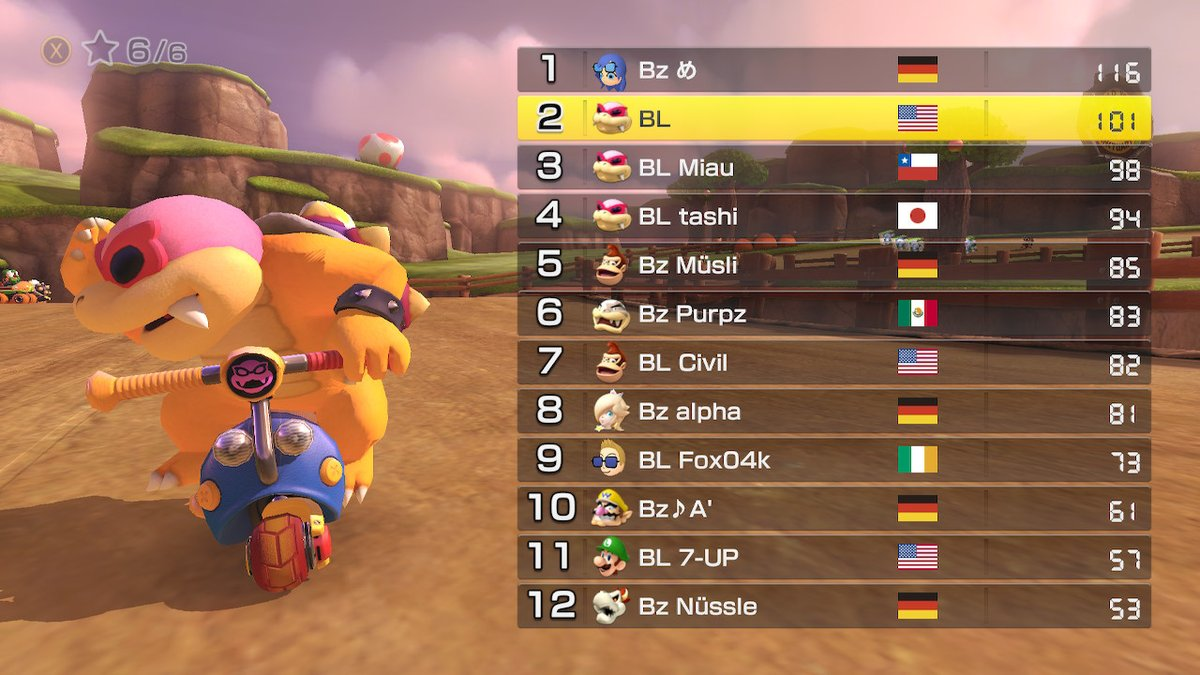 X 6/6
1 Bz め 116
2 BL 101
3 BL Miau 98
4 BL tashi 94
5 Bz Müsli 85
6 Bz Purpz 83
7 BL Civil 82
8 Bz alpha 81
9 BL Fox04k 73
10 Bz♪A' 61
11 BL 7-UP 57
12 Bz Nüssle 53